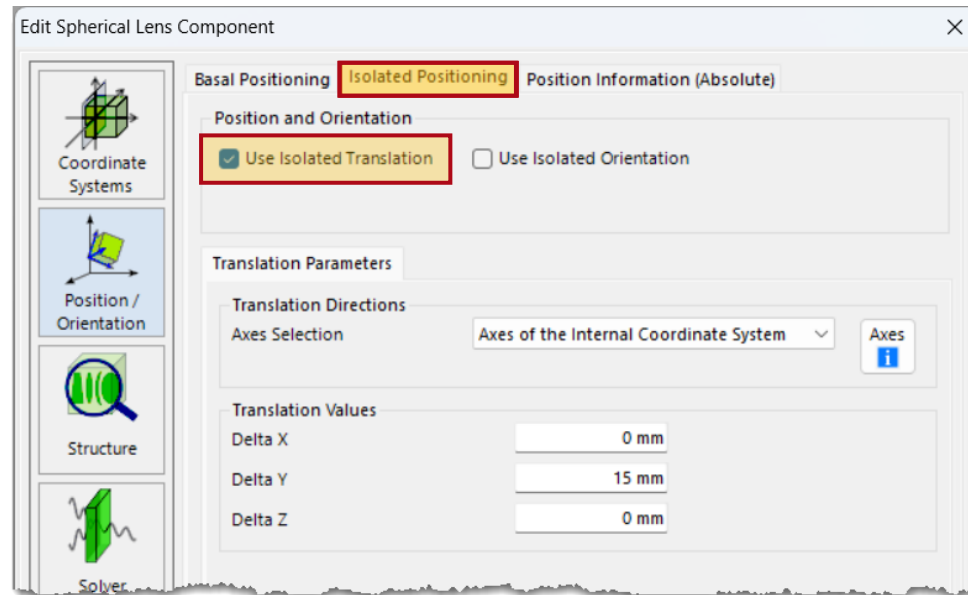 Edit Spherical Lens Component
Basal Positioning Isolated Positioning Position Information (Absolute)
Position and Orientation
Use Isolated Translation Use Isolated Orientation
Coordinate
Systems
Position /
Orientation
Structure
Solver
Translation Parameters
Translation Directions
Axes Selection Axes of the Internal Coordinate System Axes
i
Translation Values
Delta X 0 mm
Delta Y 15 mm
Delta Z 0 mm